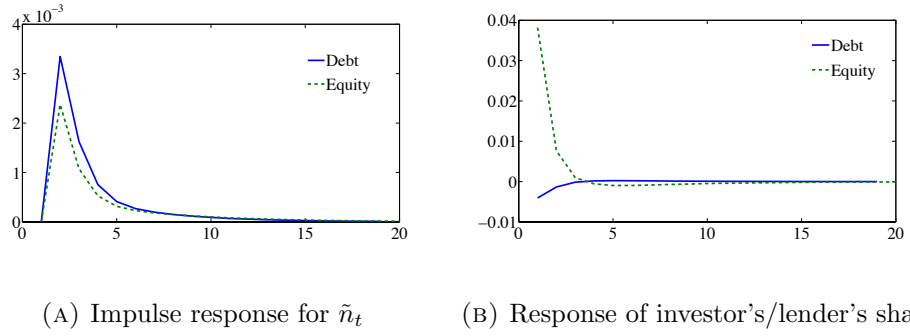 4 x 10⁻³
3
2
1
0
0 5 10 15 20
Debt
Equity
0.04
0.03
0.02
0.01
0
−0.01
0 5 10 15 20
Debt
Equity
(A) Impulse response for ñₜ
(B) Response of investor's/lender's sha